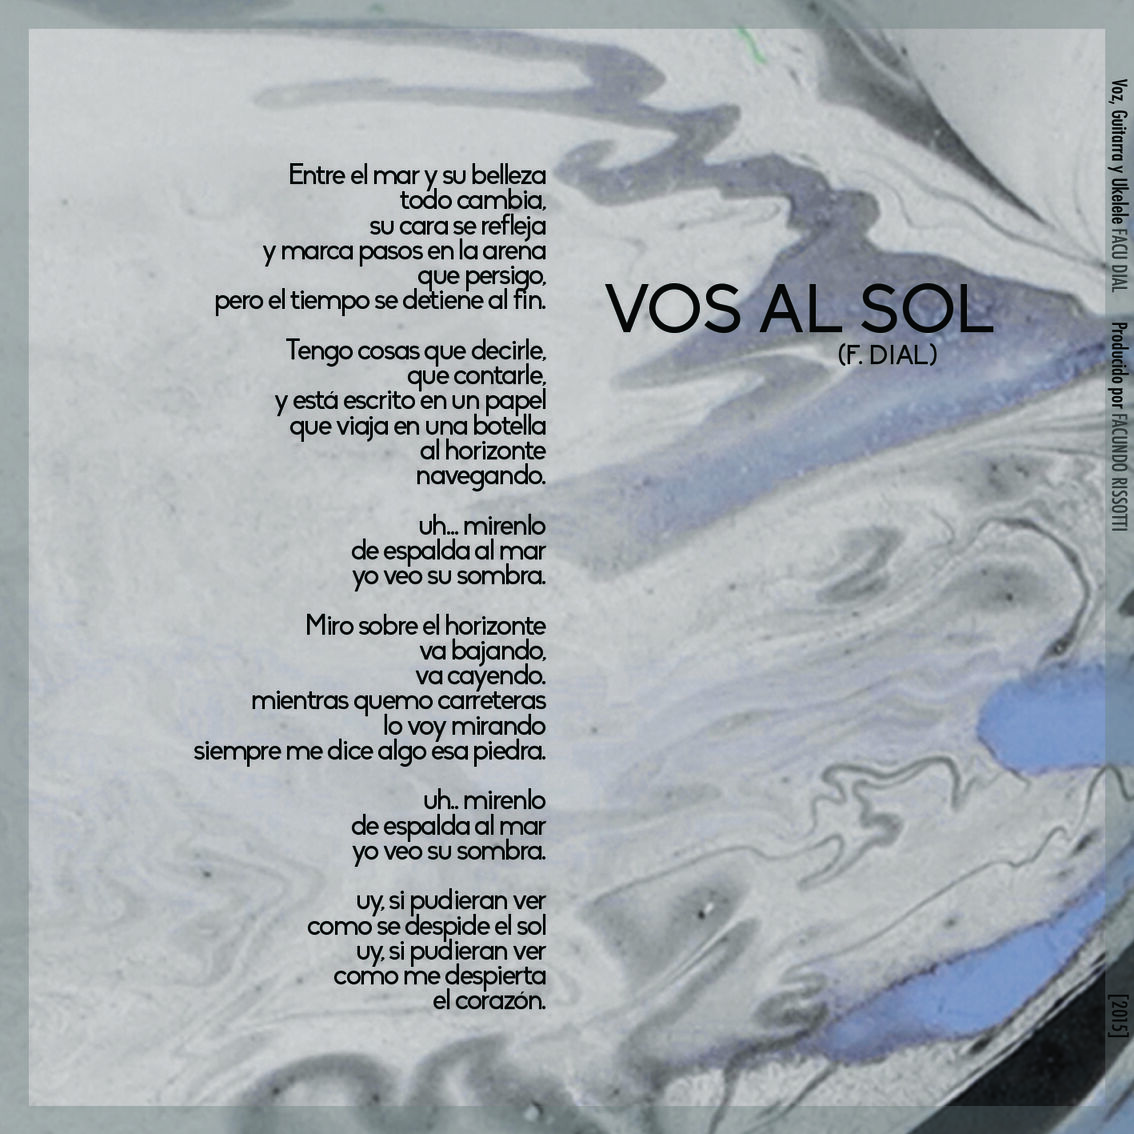 Entre el mar y su belleza
todo cambia,
su cara se refleja
y marca pasos en la arena
que persigo,
pero el tiempo se detiene al fin.
Tengo cosas que decirle,
que contarle,
y está escrito en un papel
que viaja en una botella
al horizonte
navegando.
uh... mirenlo
de espalda al mar
yo veo su sombra.
Miro sobre el horizonte
va bajando,
va cayendo.
mientras quemo carreteras
lo voy mirando
siempre me dice algo esa piedra.
uh.. mirenlo
de espalda al mar
yo veo su sombra.
uy, si pudieran ver
como se despide el sol
uy, si pudieran ver
como me despierta
el corazón.
VOS AL SOL
(F. DIAL)
Voz, Guitarra y Ukelele FACU DIAL
Producido por FACUNDO RISSOTTI
[2015]